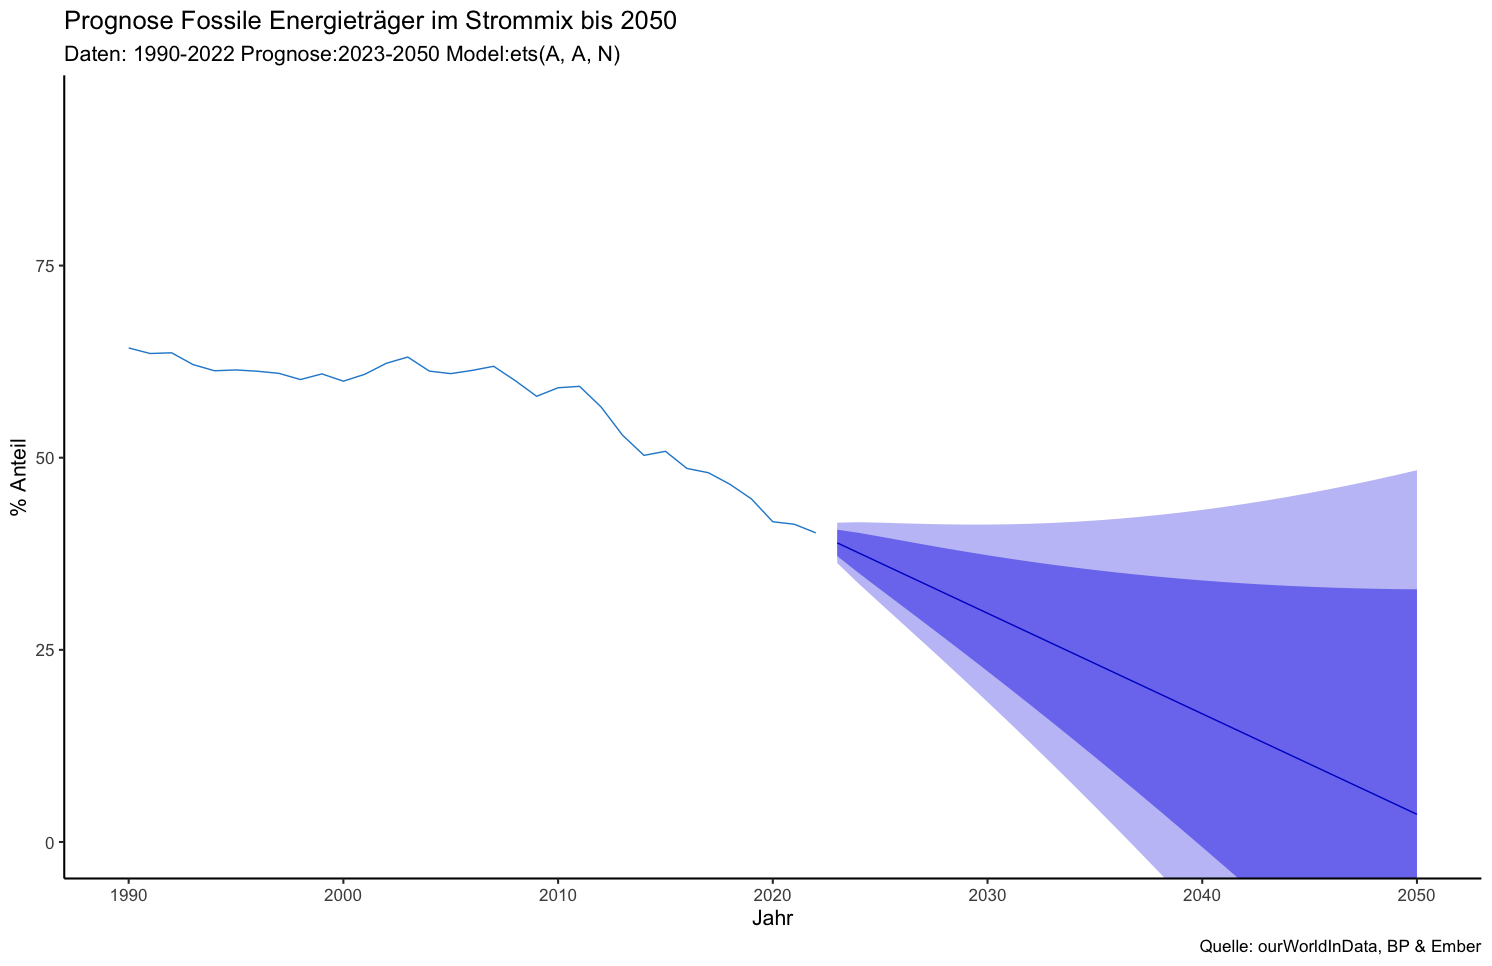 Prognose Fossile Energieträger im Strommix bis 2050
Daten: 1990-2022 Prognose:2023-2050 Model:ets(A, A, N)
% Anteil
75
50
25
0
1990 2000 2010 2020 2030 2040 2050
Jahr
Quelle: ourWorldInData, BP & Ember